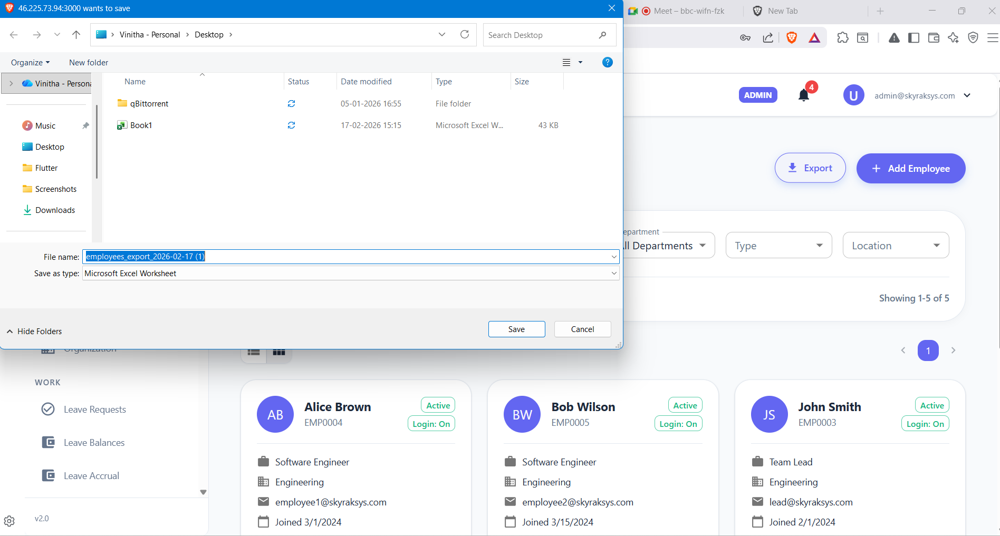 46.225.73.94:3000 wants to save
Meet – bbc-wifn-fzk
New Tab
Vinitha - Personal > Desktop >
Search Desktop
Organize
New folder
Vinitha - Persona
Music
Desktop
Flutter
Screenshots
Downloads
Name Status Date modified Type Size
qBittorrent 05-01-2026 16:55 File folder
Book1 17-02-2026 15:15 Microsoft Excel W... 43 KB
File name: employees_export_2026-02-17 (1)
Save as type: Microsoft Excel Worksheet
Hide Folders
Save
Cancel
ADMIN
4
U
admin@skyraksys.com
Export
+ Add Employee
epartment
ll Departments
Type
Location
Showing 1-5 of 5
1
Organization
WORK
Leave Requests
Leave Balances
Leave Accrual
v2.0
AB
Alice Brown
EMP0004
Active
Login: On
Software Engineer
Engineering
employee1@skyraksys.com
Joined 3/1/2024
BW
Bob Wilson
EMP0005
Active
Login: On
Software Engineer
Engineering
employee2@skyraksys.com
Joined 3/15/2024
JS
John Smith
EMP0003
Active
Login: On
Team Lead
Engineering
lead@skyraksys.com
Joined 2/1/2024